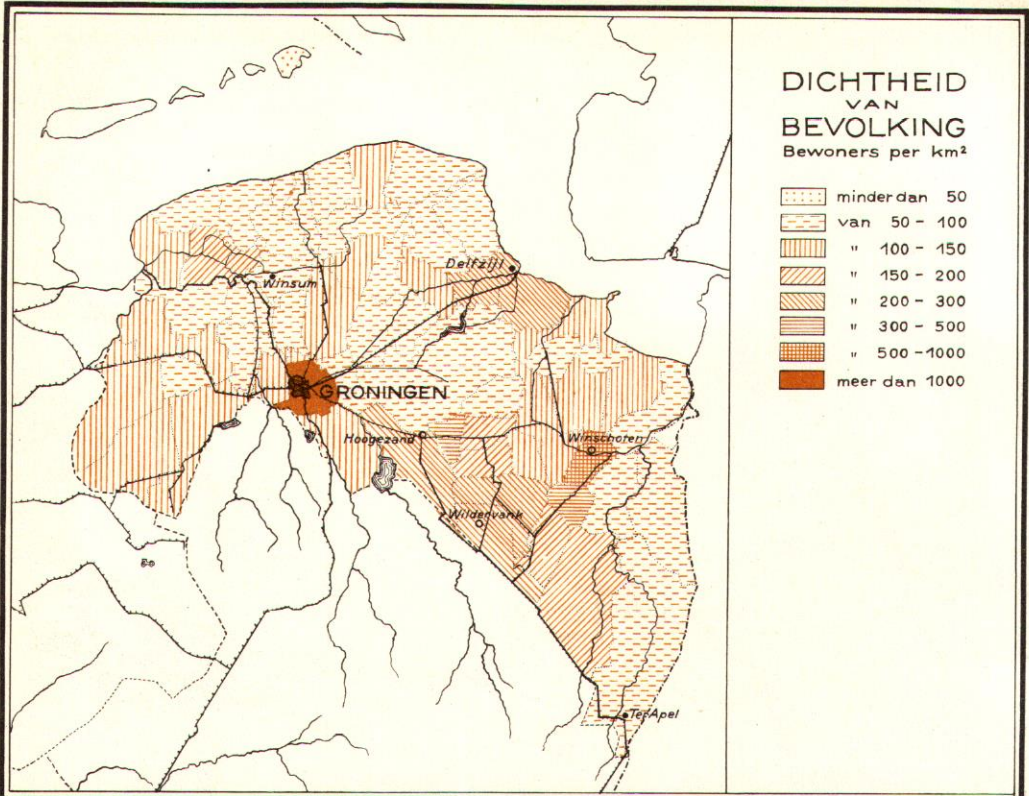 DICHTHEID
VAN
BEVOLKING
Bewoners per km²
minder dan 50
van 50 - 100
" 100 - 150
" 150 - 200
" 200 - 300
" 300 - 500
" 500 - 1000
meer dan 1000
Delfzijl
Winsum
GRONINGEN
Hoogezand
Winschoten
Wildervank
Ter Apel